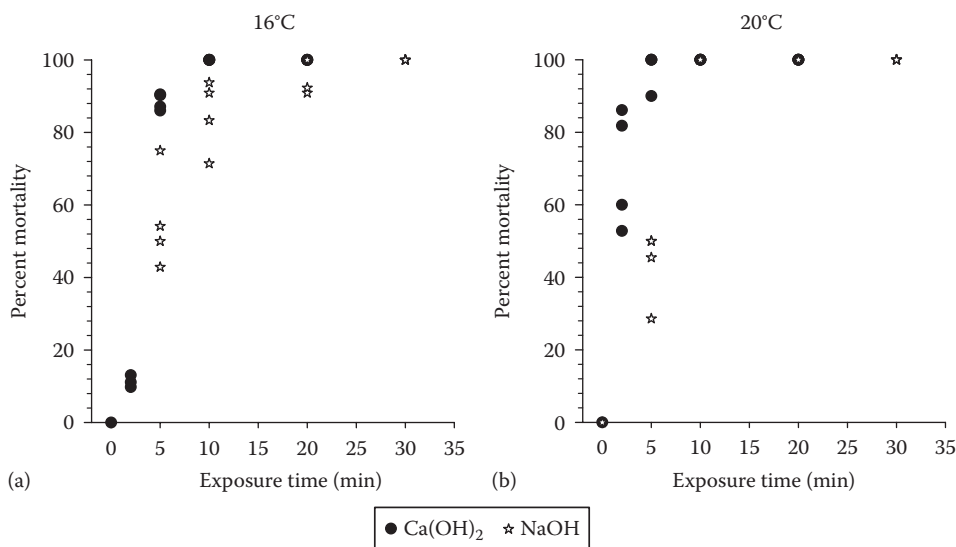 16°C
100
80
60
40
20
0
Percent mortality
0 5 10 15 20 25 30 35
Exposure time (min)
(a)
20°C
100
80
60
40
20
0
Percent mortality
0 5 10 15 20 25 30 35
Exposure time (min)
(b)
Ca(OH)₂ NaOH